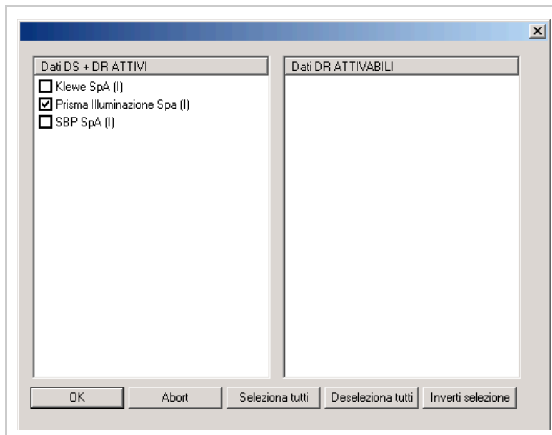 Dati DS + DR ATTIVI
Dati DR ATTIVABILI
Klewe SpA (I)
Prisma Illuminazione Spa (I)
SBP SpA (I)
OK
Abort
Seleziona tutti
Deseleziona tutti
Inverti selezione